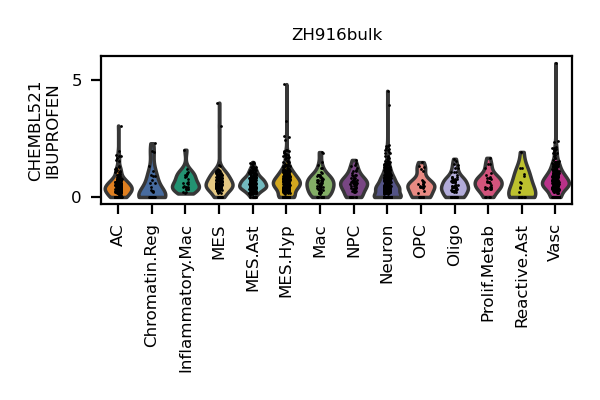 ZH916bulk
CHEMBL521
IBUPROFEN
5
0
AC
Chromatin.Reg
Inflammatory.Mac
MES
MES.Ast
MES.Hyp
Mac
NPC
Neuron
OPC
Oligo
Prolif.Metab
Reactive.Ast
Vasc